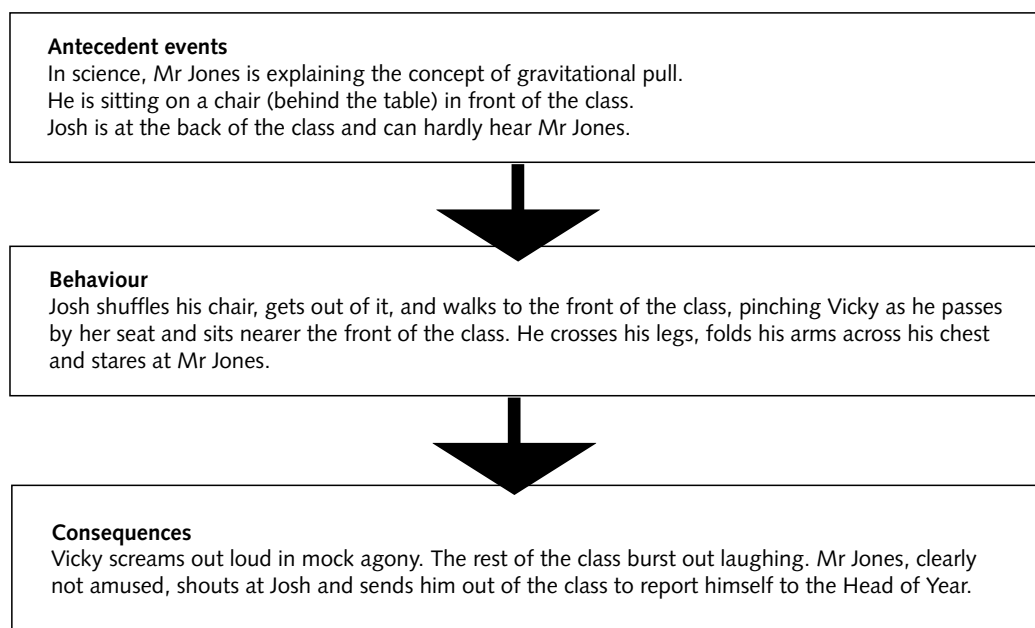 Antecedent events
In science, Mr Jones is explaining the concept of gravitational pull.
He is sitting on a chair (behind the table) in front of the class.
Josh is at the back of the class and can hardly hear Mr Jones.
Behaviour
Josh shuffles his chair, gets out of it, and walks to the front of the class, pinching Vicky as he passes
by her seat and sits nearer the front of the class. He crosses his legs, folds his arms across his chest
and stares at Mr Jones.
Consequences
Vicky screams out loud in mock agony. The rest of the class burst out laughing. Mr Jones, clearly
not amused, shouts at Josh and sends him out of the class to report himself to the Head of Year.